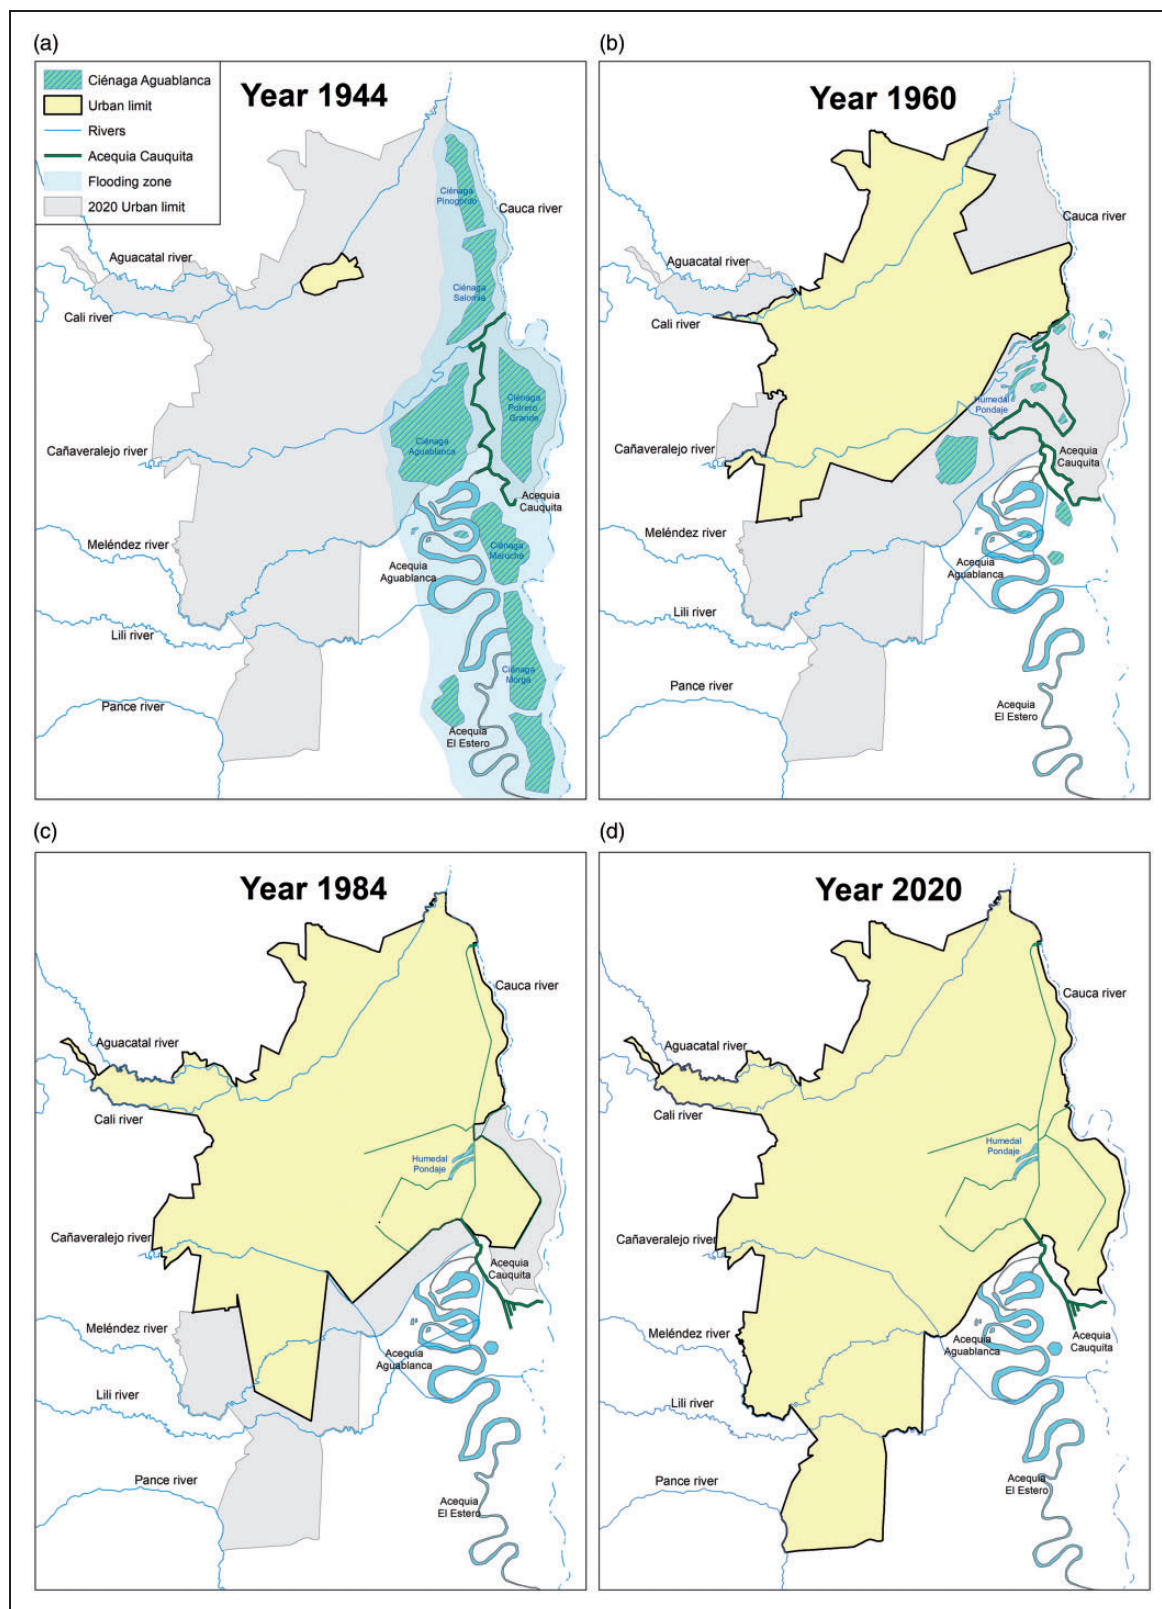 (a)
Ciénaga Aguablanca
Urban limit
Rivers
Acequia Cauquita
Flooding zone
2020 Urban limit
Year 1944
Ciénaga
Pinogordo
Cauca river
Aguacatal river
Ciénaga
Salomia
Cali river
Ciénaga
Potrero
Grande
Ciénaga
Aguablanca
Cañaveralejo river
Acequia
Cauquita
Meléndez river
Ciénaga
Maroche
Acequia
Aguablanca
Lili river
Ciénaga
Morga
Pance river
Acequia
El Estero
(b)
Year 1960
Cauca river
Aguacatal river
Cali river
Humedal
Pondaje
Cañaveralejo river
Acequia
Cauquita
Meléndez river
Acequia
Aguablanca
Lili river
Pance river
Acequia
El Estero
(c)
Year 1984
Cauca river
Aguacatal river
Cali river
Humedal
Pondaje
Cañaveralejo river
Acequia
Cauquita
Meléndez river
Acequia
Aguablanca
Lili river
Pance river
Acequia
El Estero
(d)
Year 2020
Cauca river
Aguacatal river
Cali river
Humedal
Pondaje
Cañaveralejo river
Meléndez river
Acequia
Aguablanca
Acequia
Cauquita
Lili river
Pance river
Acequia
El Estero